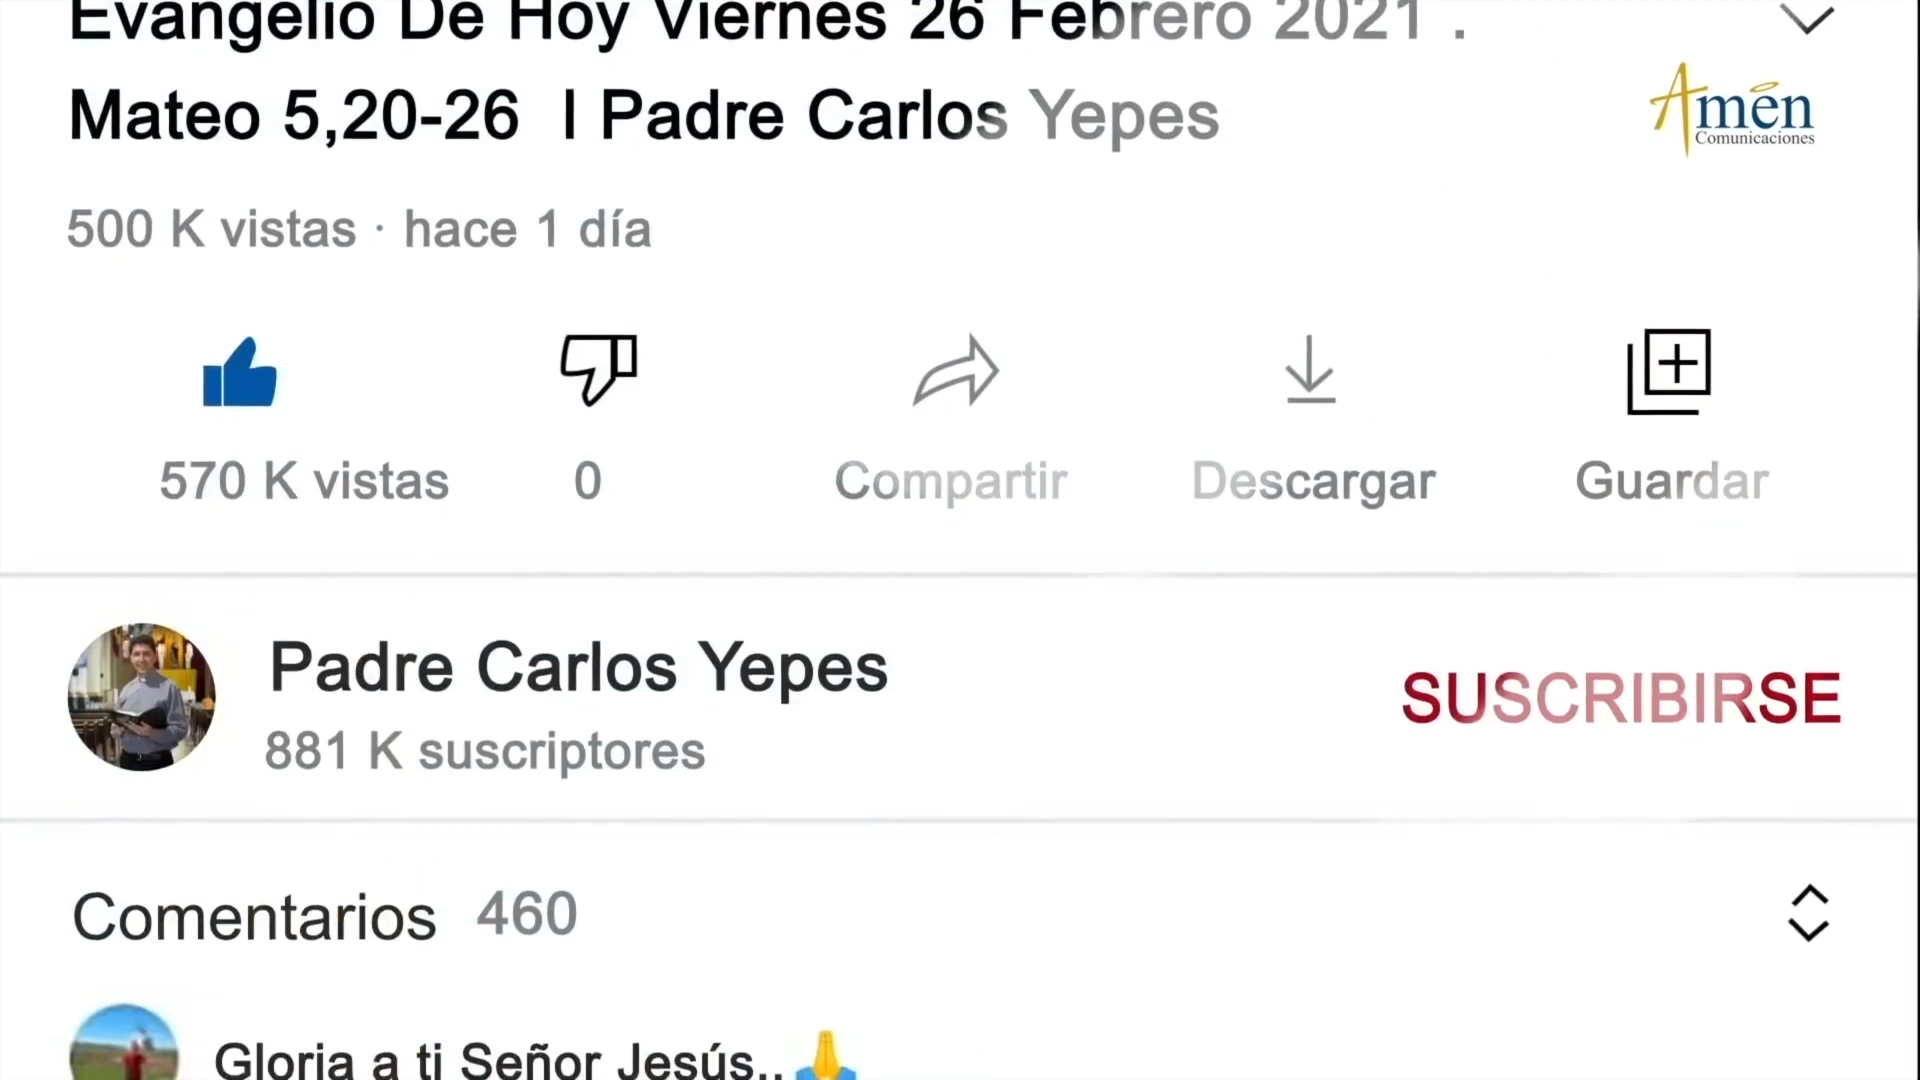 Evangelio De Hoy Viernes 26 Febrero 2021 .
Mateo 5,20-26 | Padre Carlos Yepes
Amén
Comunicaciones
500 K vistas · hace 1 día
570 K vistas
0
Compartir
Descargar
Guardar
Padre Carlos Yepes
881 K suscriptores
SUSCRIBIRSE
Comentarios 460
Gloria a ti Señor Jesús..🙏